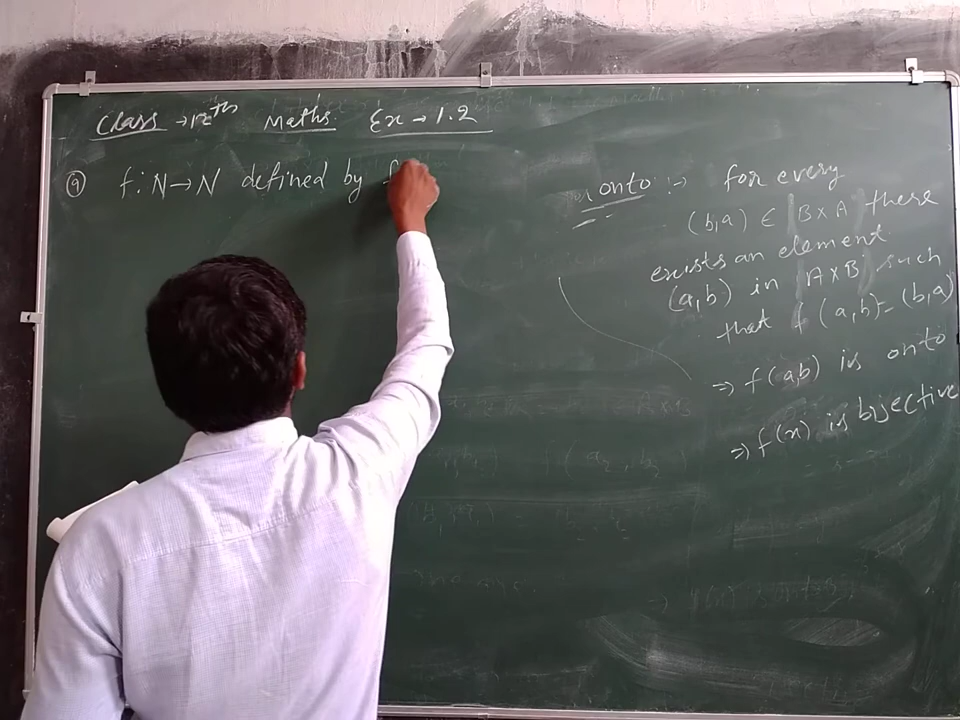 Class → 12th Maths Ex → 1.2
⑨ f: N → N defined by f
for onto :→ for every
(b,a) ∈ B×A there
exists an element
(a,b) in A×B such
that f(a,b)=(b,a)
⇒ f(a,b) is onto
⇒ f(x) is bijective